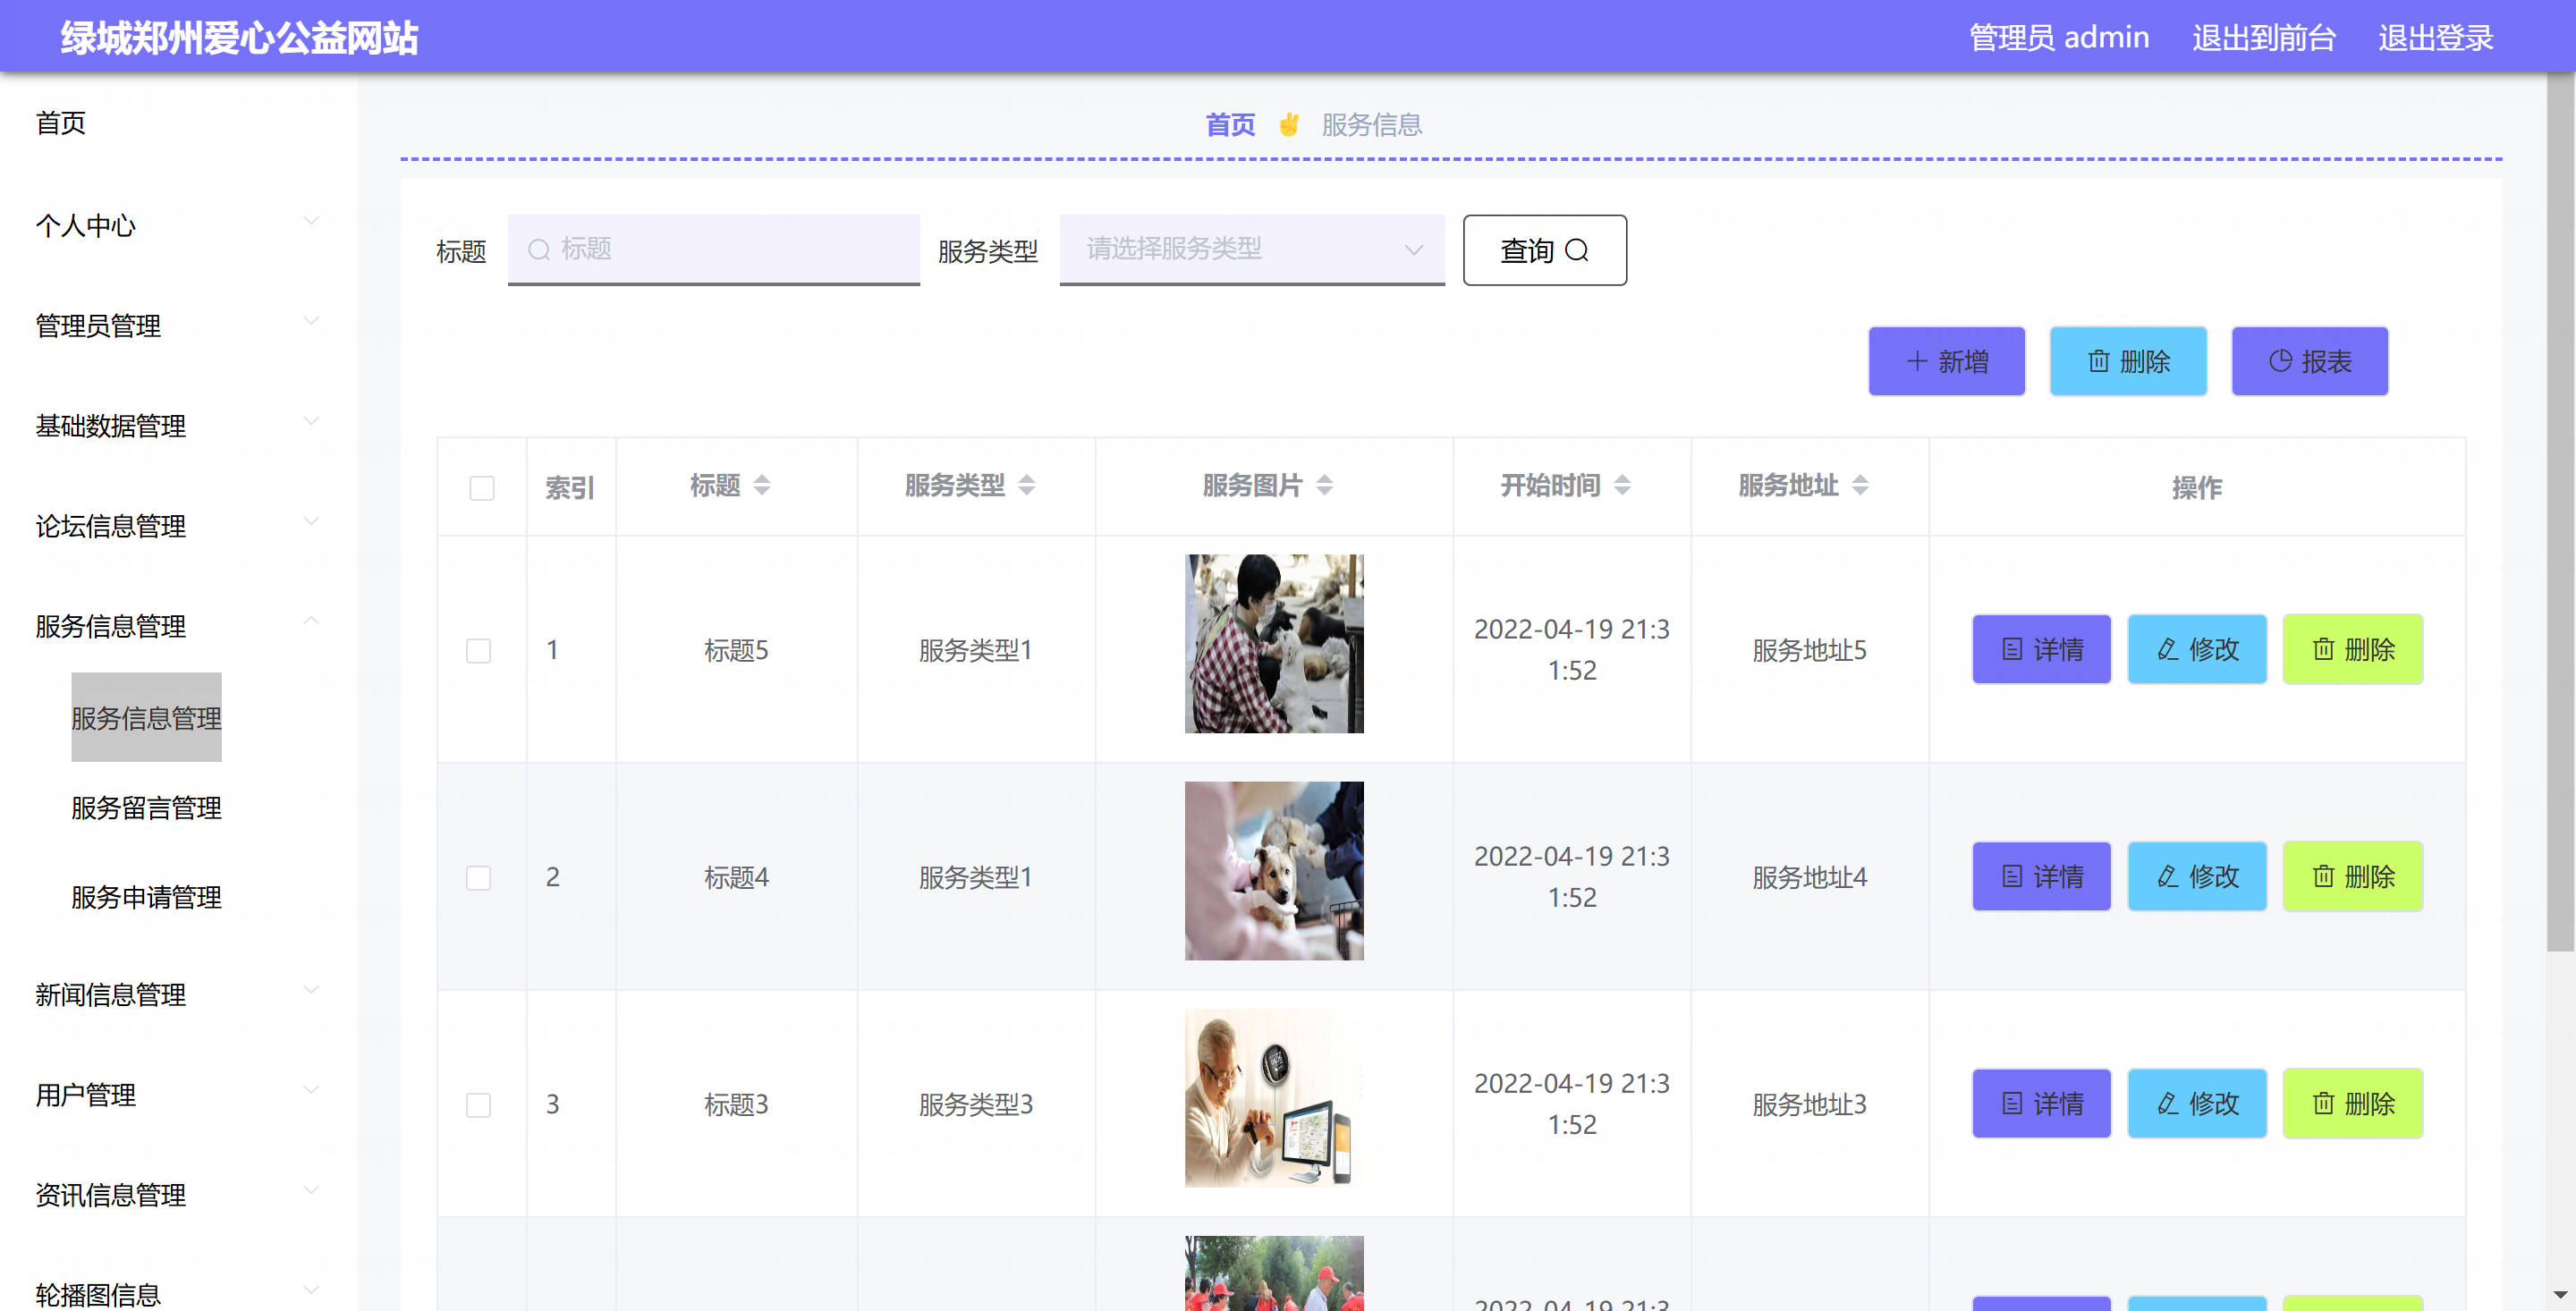 绿城郑州爱心公益网站
管理员 admin 退出到前台 退出登录
首页
个人中心
管理员管理
基础数据管理
论坛信息管理
服务信息管理
服务信息管理
服务留言管理
服务申请管理
新闻信息管理
用户管理
资讯信息管理
轮播图信息
首页 服务信息
标题 标题 服务类型 请选择服务类型 查询
新增 删除 报表
索引 标题 服务类型 服务图片 开始时间 服务地址 操作
1 标题5 服务类型1 2022-04-19 21:3
1:52 服务地址5 详情 修改 删除
2 标题4 服务类型1 2022-04-19 21:3
1:52 服务地址4 详情 修改 删除
3 标题3 服务类型3 2022-04-19 21:3
1:52 服务地址3 详情 修改 删除
2022-04-19 21:3